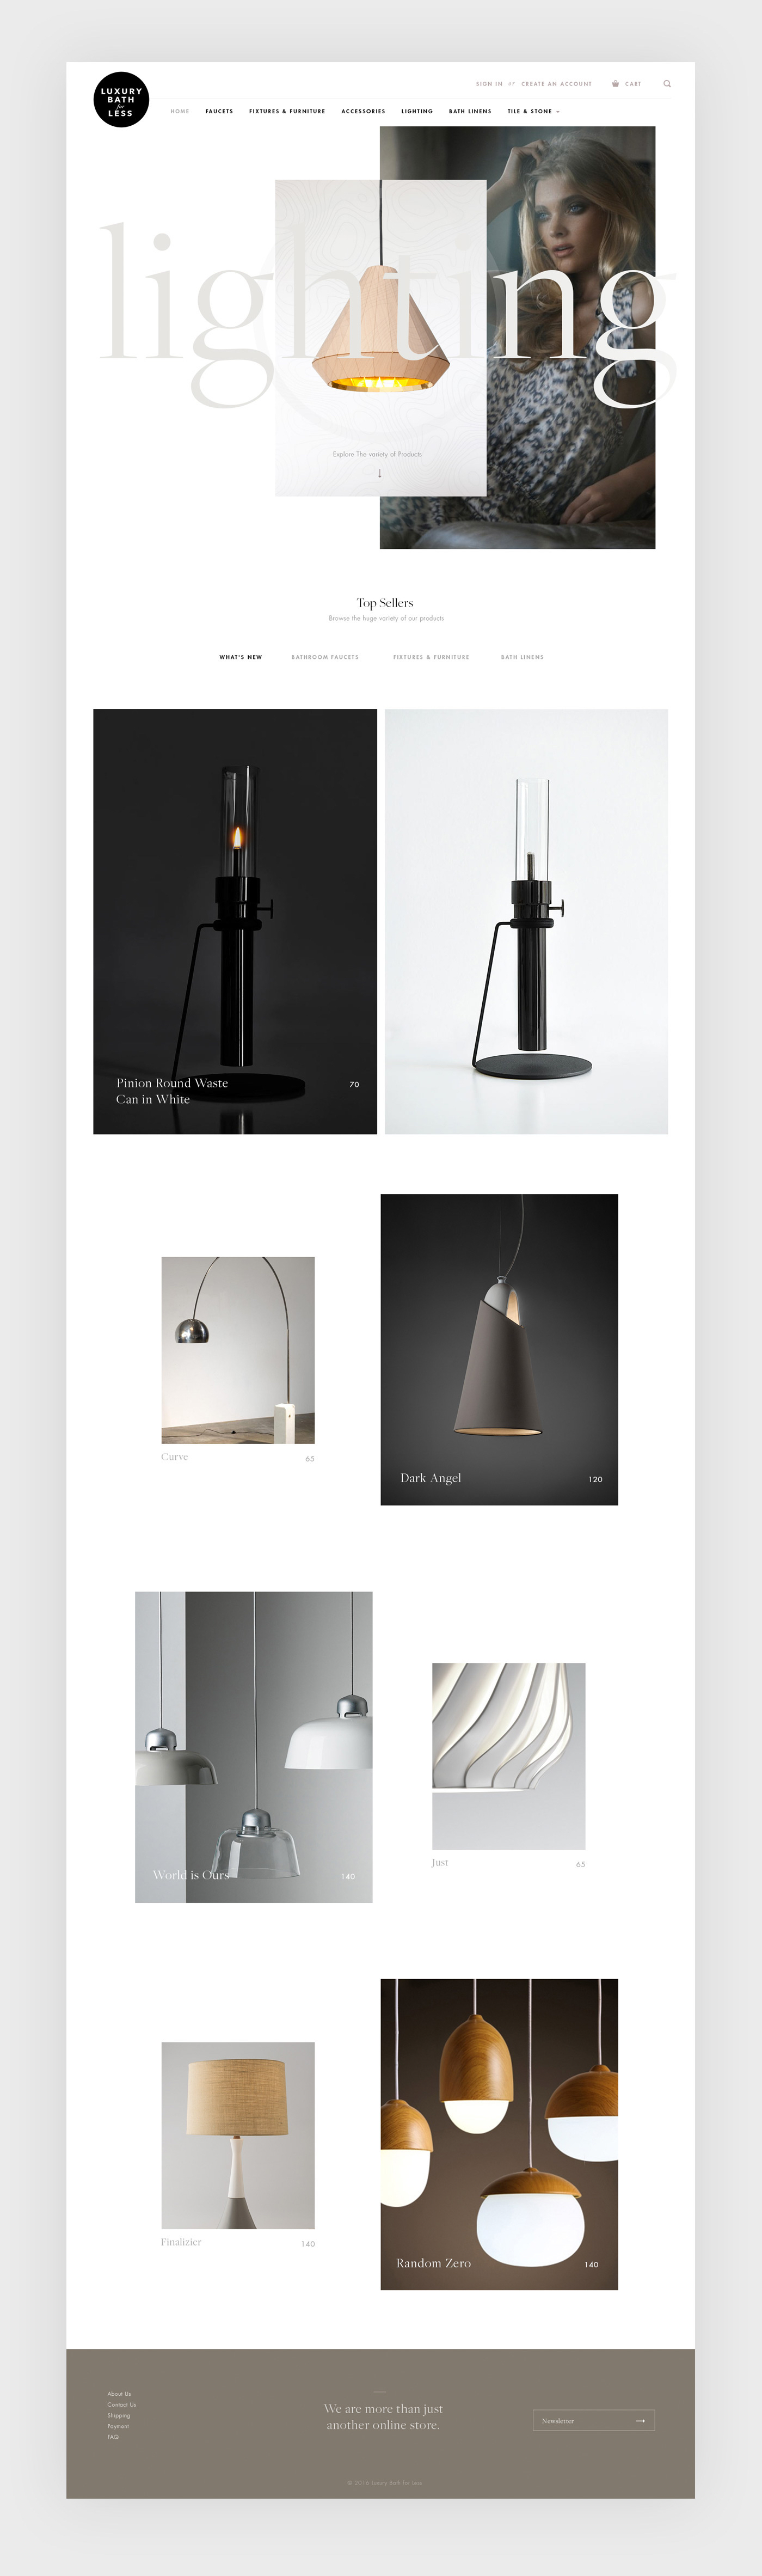 LUXURY
BATH
for
LESS
SIGN IN or CREATE AN ACCOUNT CART
HOME FAUCETS FIXTURES & FURNITURE ACCESSORIES LIGHTING BATH LINENS TILE & STONE
lighting
Explore The variety of Products
Top Sellers
Browse the huge variety of our products
WHAT'S NEW BATHROOM FAUCETS FIXTURES & FURNITURE BATH LINENS
Pinion Round Waste 70
Can in White
Curve 65
Dark Angel 120
World is Ours 140
Just 65
Finalizier 140
Random Zero 140
About Us
Contact Us
Shipping
Payment
FAQ
We are more than just
another online store.
Newsletter
© 2016 Luxury Bath For Less